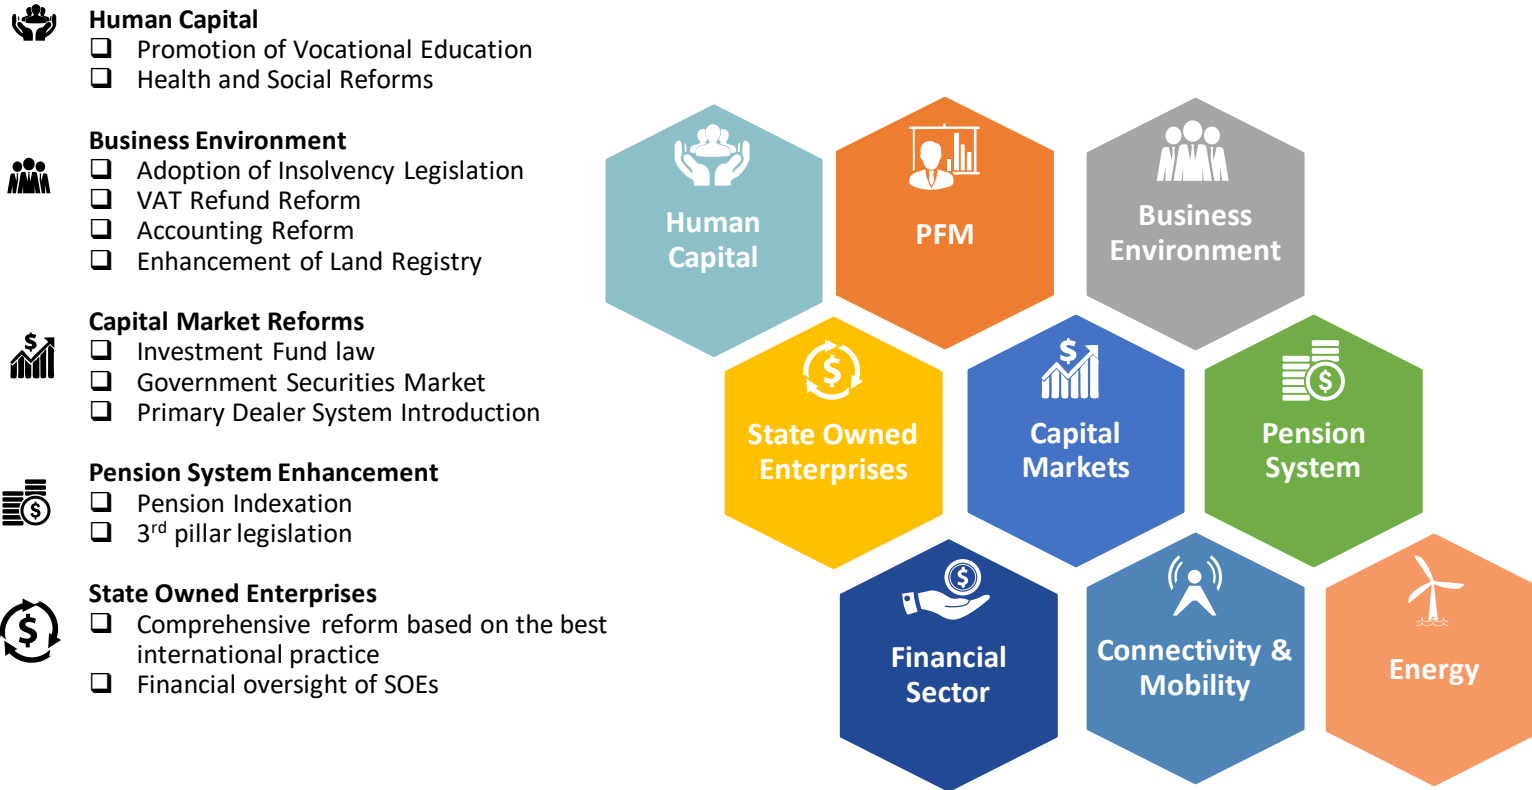 Human Capital
❑ Promotion of Vocational Education
❑ Health and Social Reforms
Business Environment
❑ Adoption of Insolvency Legislation
❑ VAT Refund Reform
❑ Accounting Reform
❑ Enhancement of Land Registry
Capital Market Reforms
❑ Investment Fund law
❑ Government Securities Market
❑ Primary Dealer System Introduction
Pension System Enhancement
❑ Pension Indexation
❑ 3rd pillar legislation
State Owned Enterprises
❑ Comprehensive reform based on the best
international practice
❑ Financial oversight of SOEs
Human
Capital
PFM
Business
Environment
State Owned
Enterprises
Capital
Markets
Pension
System
Financial
Sector
Connectivity &
Mobility
Energy